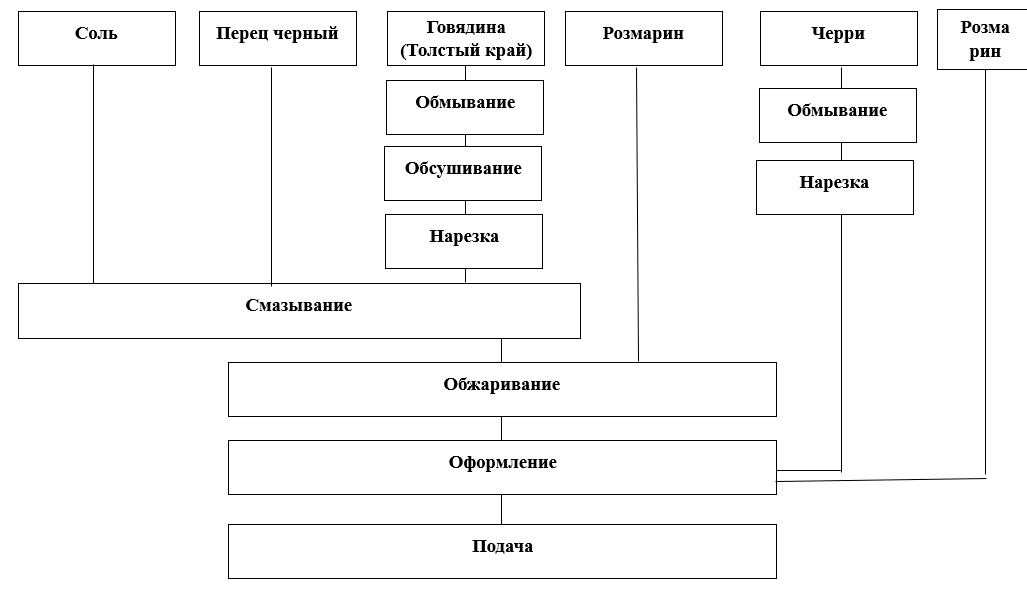 Соль
Перец черный
Говядина
(Толстый край)
Розмарин
Черри
Розма
рин
Обмывание
Обмывание
Обсушивание
Нарезка
Нарезка
Смазывание
Обжаривание
Оформление
Подача